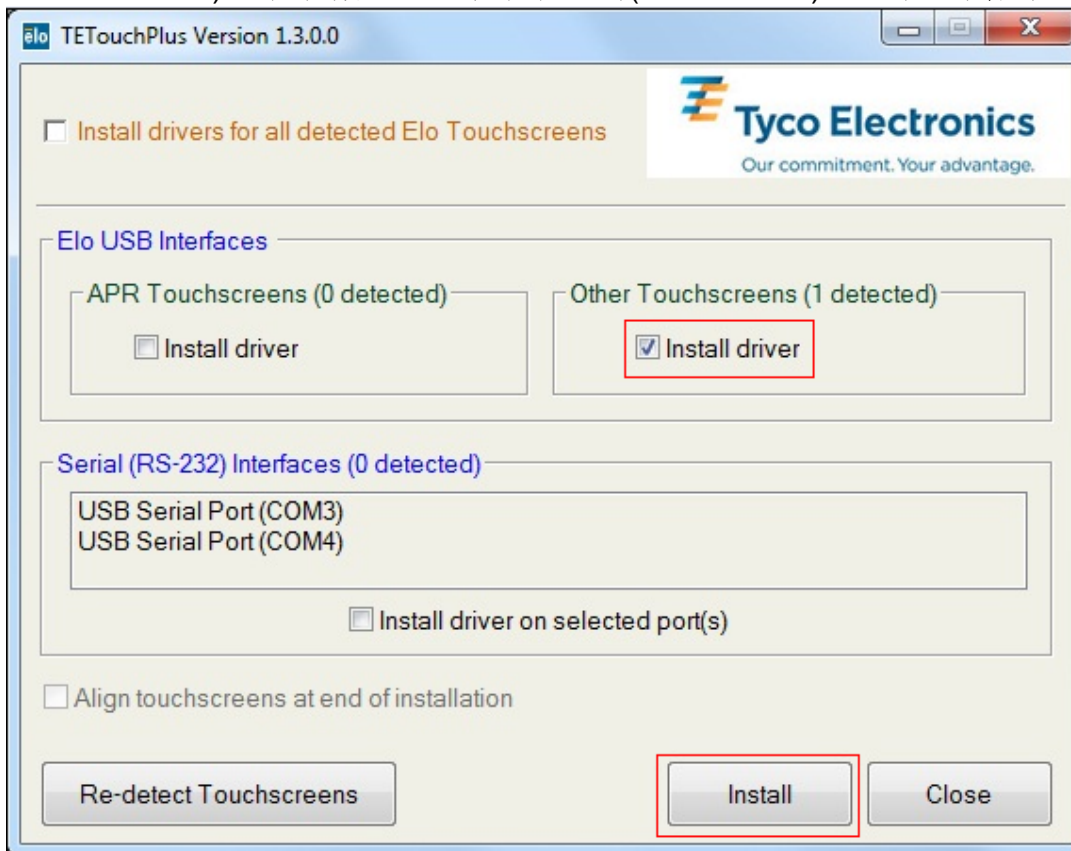 elo TETouchPlus Version 1.3.0.0
Install drivers for all detected Elo Touchscreens
Tyco Electronics
Our commitment. Your advantage.
Elo USB Interfaces
APR Touchscreens (0 detected)
Install driver
Other Touchscreens (1 detected)
Install driver
Serial (RS-232) Interfaces (0 detected)
USB Serial Port (COM3)
USB Serial Port (COM4)
Install driver on selected port(s)
Align touchscreens at end of installation
Re-detect Touchscreens
Install
Close